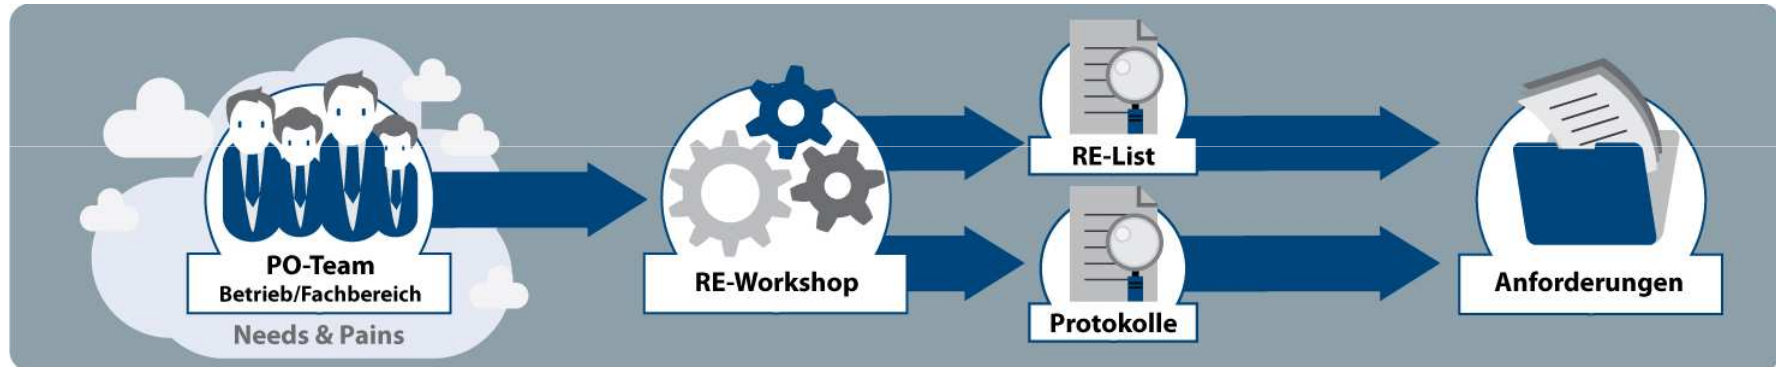 PO-Team
Betrieb/Fachbereich
Needs & Pains
RE-Workshop
RE-List
Protokolle
Anforderungen